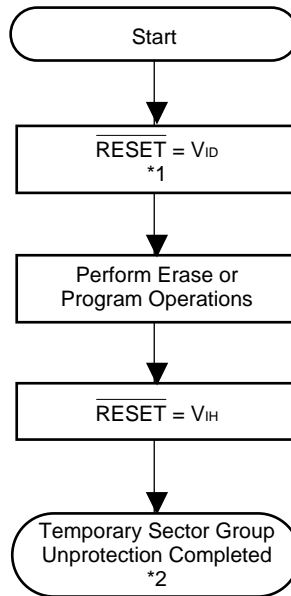 Start
RESET = VID
*1
Perform Erase or
Program Operations
RESET = VIH
Temporary Sector Group
Unprotection Completed
*2